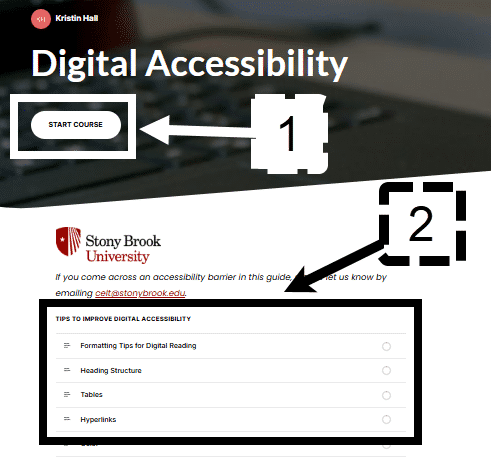 Kristin Hall
Digital Accessibility
START COURSE
1
2
Stony Brook
University
If you come across an accessibility barrier in this guide, let us know by
emailing celt@stonybrook.edu.
TIPS TO IMPROVE DIGITAL ACCESSIBILITY
Formatting Tips for Digital Reading
Heading Structure
Tables
Hyperlinks